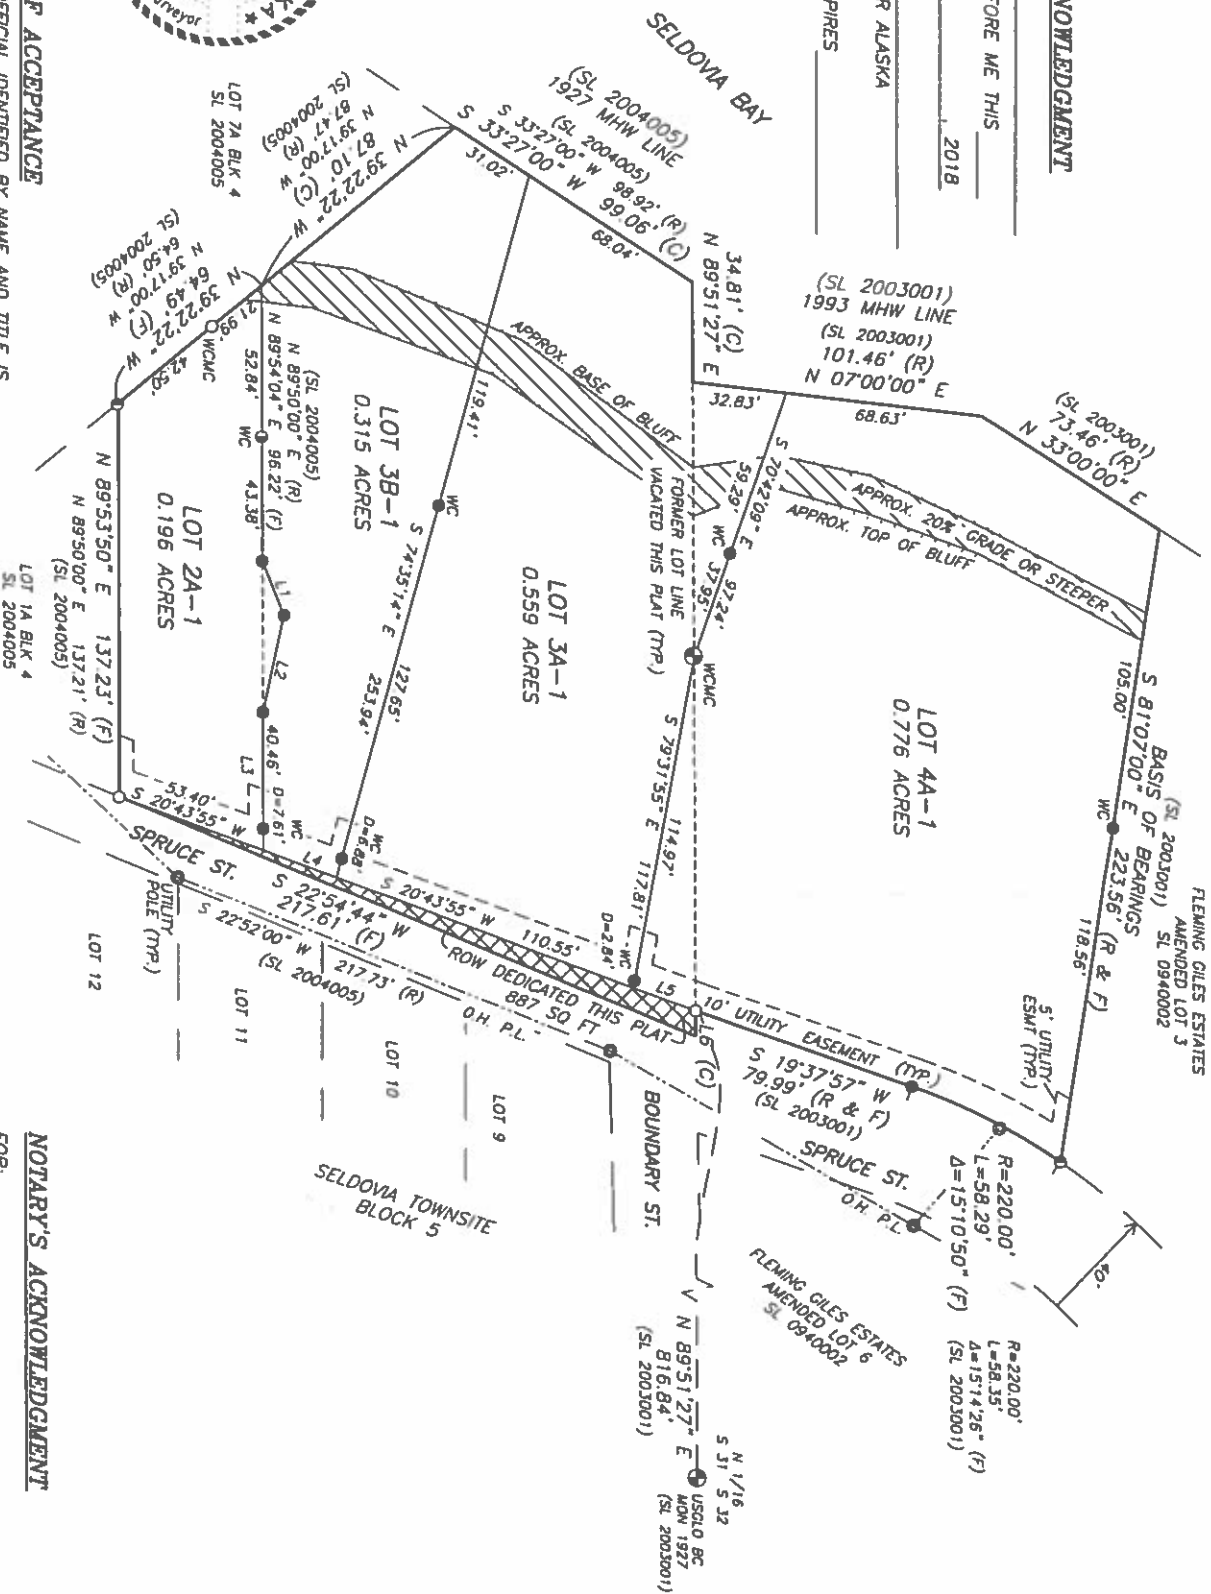 NOWLEDGMENT
ORE ME THIS
, 2018
R ALASKA
PIRES
SELDOVIA BAY
urveyor
KA ★
F ACCEPTANCE
OFFICIAL IDENTIFIED BY NAME AND TITLE IS
LOT 7A BLK 4
SL 2004005
(SL 2004005)
1927 MHW LINE
(SL 2004005)
S 33°27'00" W 98.92' (R)
S 33°27'00" W 99.06' (C)
31.02'
68.04'
N 39°22'22" W
87.10' (C)
N 39°17'00" W
87.47' (R)
(SL 2004005)
N 39°22'22" W
64.49' (F)
N 39°17'00" W
64.50' (R)
(SL 2004005)
21.99'
42.50'
WCMC
34.81' (C)
N 89°51'27" E
(SL 2003001)
1993 MHW LINE
(SL 2003001)
101.46' (R)
N 07°00'00" E
32.83'
68.63'
(SL 2003001)
73.46' (R)
N 33°00'00" E
APPROX. BASE OF BLUFF
APPROX. 20% GRADE OR STEEPER
APPROX. TOP OF BLUFF
FORMER LOT LINE
VACATED THIS PLAT (TYP.)
S 70°42'09" E 97.24'
59.29'
WC
37.95'
WCMC
S 79°31'55" E 114.97'
117.81'
D=2.84'
WC
LOT 4A-1
0.776 ACRES
LOT 3A-1
0.559 ACRES
LOT 3B-1
0.315 ACRES
LOT 2A-1
0.196 ACRES
119.41'
WC
S 74°35'14" E 253.94'
127.65'
D=6.88'
WC
(SL 2004005)
N 89°50'00" E (R)
N 89°54'04" E 96.22' (F)
52.84'
WC
43.38'
L1
L2
40.46'
D=7.61'
WC
L3
L4
L5
L6 (C)
N 89°53'50" E 137.23' (F)
N 89°50'00" E 137.21' (R)
(SL 2004005)
LOT 1A BLK 4
SL 2004005
53.40'
S 20°43'55" W
S 20°43'55" W
110.55'
SPRUCE ST.
S 22°54'44" W
217.61' (F)
S 22°52'00" W 217.73' (R)
(SL 2004005)
UTILITY
POLE (TYP.)
ROW DEDICATED THIS PLAT
887 SQ FT
O.H. P.L.
LOT 12
LOT 11
LOT 10
LOT 9
SELDOVIA TOWNSITE
BLOCK 5
BOUNDARY ST.
10' UTILITY EASEMENT (TYP.)
S 19°37'57" W
79.99' (R & F)
(SL 2003001)
SPRUCE ST.
O.H. P.L.
5' UTILITY
ESMT (TYP.)
FLEMING GILES ESTATES
AMENDED LOT 3
SL 0940002
(SL 2003001)
BASIS OF BEARINGS
S 81°07'00" E 223.56' (R & F)
105.00'
WC
118.56'
R=220.00'
L=58.29'
Δ=15°10'50" (F)
R=220.00'
L=58.35'
Δ=15°14'26" (F)
(SL 2003001)
40'
FLEMING GILES ESTATES
AMENDED LOT 6
SL 0940002
N 89°51'27" E
816.84'
(SL 2003001)
N 1/16
S 31 S 32
USGLO BC
MON 1927
(SL 2003001)
NOTARY'S ACKNOWLEDGMENT
FOR: